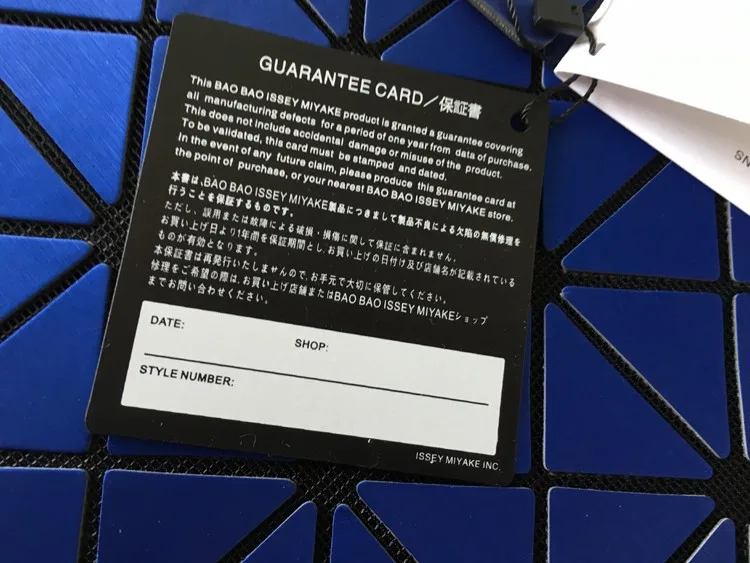 GUARANTEE CARD／保証書
This BAO BAO ISSEY MIYAKE product is granted a guarantee covering
all manufacturing defects for a period of one year from data of purchase.
This does not include accidental damage or misuse of the product.
To be validated, this card must be stamped and dated.
In the event of any future claim, please produce this guarantee card at
the point of purchase, or your nearest BAO BAO ISSEY MIYAKE store.
本書は、BAO BAO ISSEY MIYAKE製品につきまして製品不良による欠陥の無償修理を
行うことを保証するものです。
ただし、誤用または故障による破損・損傷に関して保証に含まれません。
お買い上げ日より1年間を保証期間とし、お買い上げの日付け及び店舗名が記載されている
ものが有効となります。
本保証書は再発行いたしませんので、お手元で大切に保管してください。
修理をご希望の際は、お買い上げ店舗またはBAO BAO ISSEY MIYAKEショップ
までお問い合わせください。
DATE: SHOP:
STYLE NUMBER:
ISSEY MIYAKE INC.